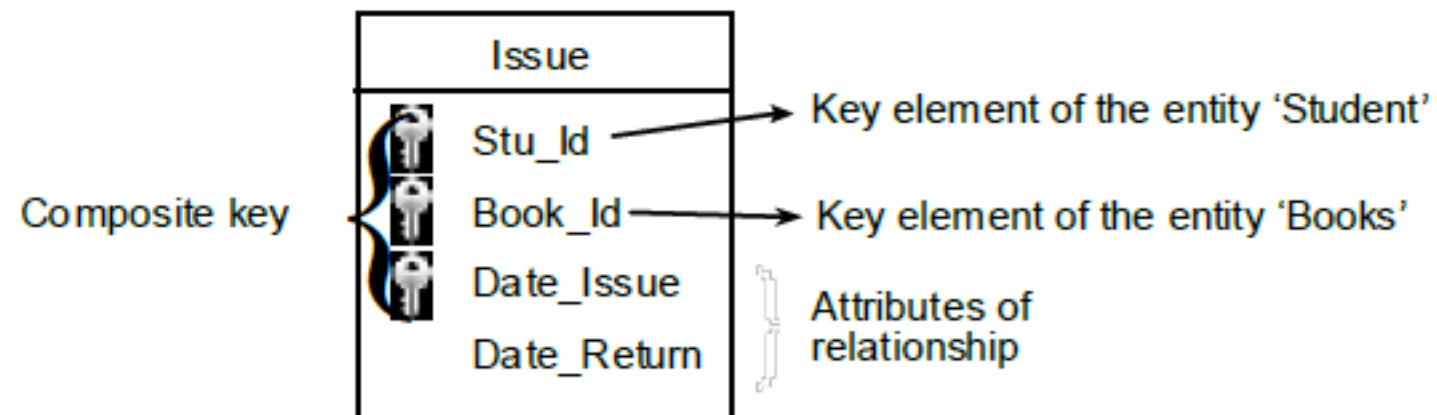 Issue
Stu_Id
Key element of the entity ‘Student’
Composite key
Book_Id
Key element of the entity ‘Books’
Date_Issue
Date_Return
Attributes of
relationship